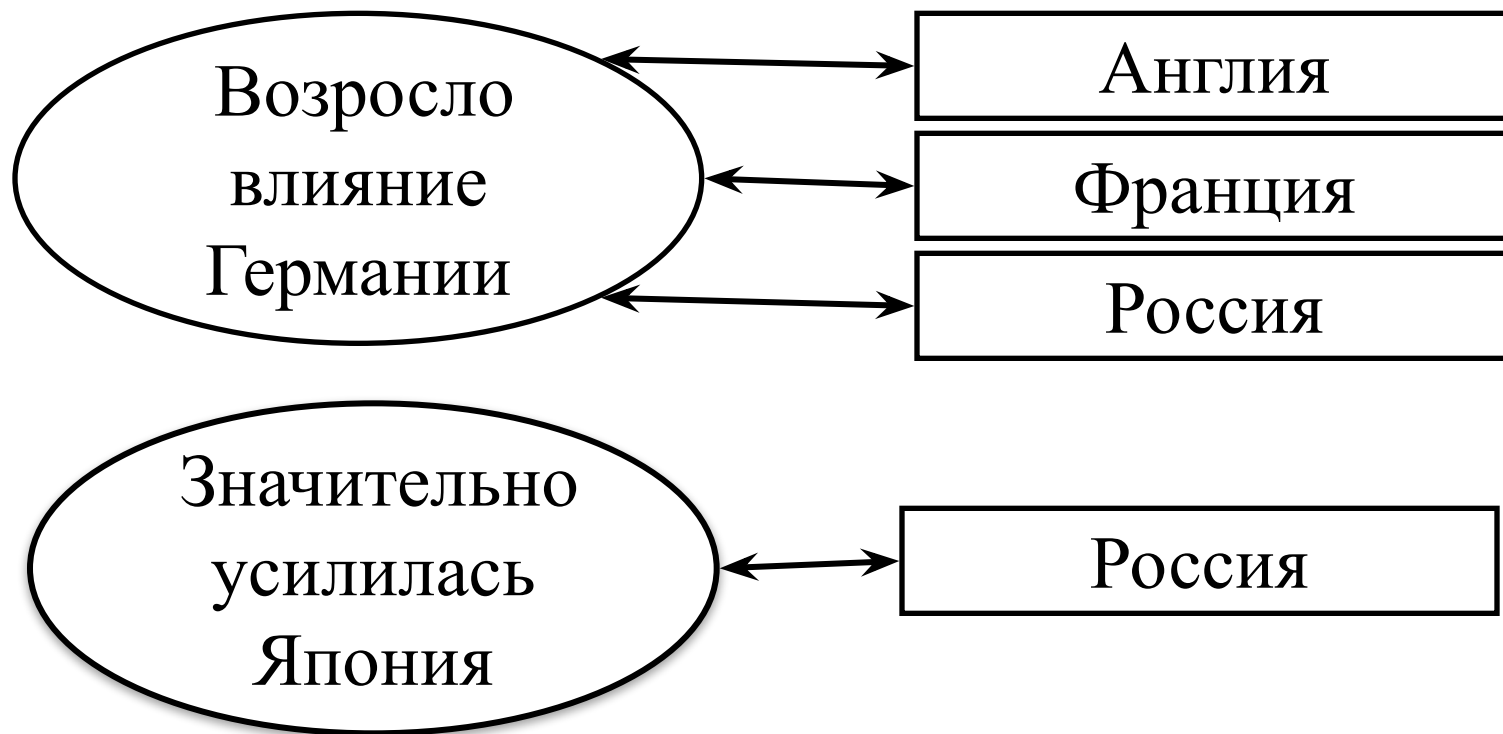 Возросло
влияние
Германии
Англия
Франция
Россия
Значительно
усилилась
Япония
Россия